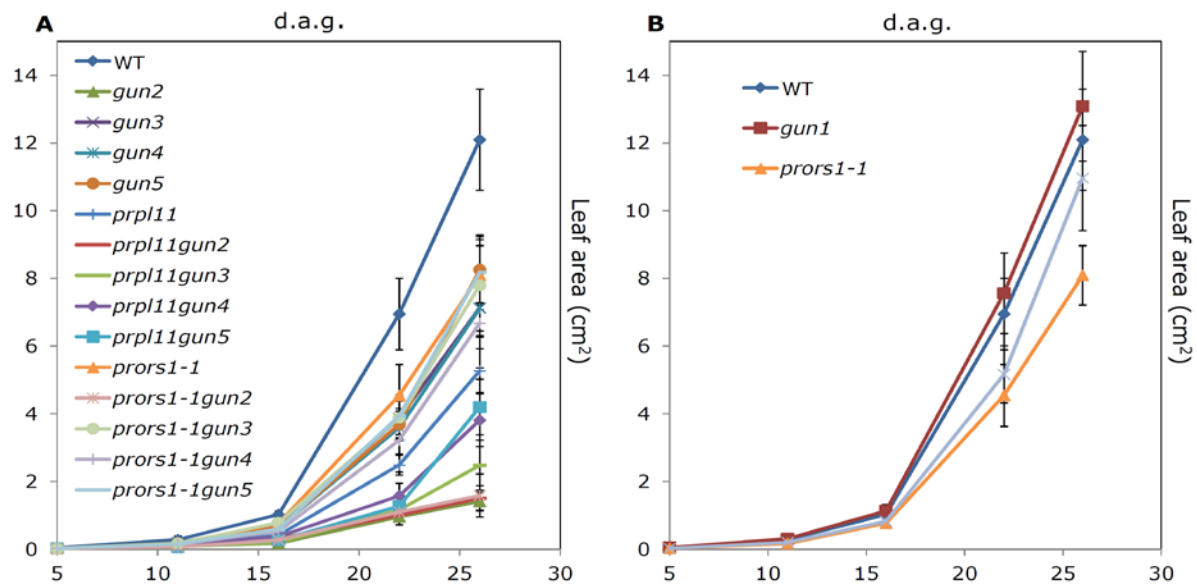 A
d.a.g.
14
12
10
8
6
4
2
0
5
10
15
20
25
30
WT
gun2
gun3
gun4
gun5
prpl11
prpl11gun2
prpl11gun3
prpl11gun4
prpl11gun5
prors1-1
prors1-1gun2
prors1-1gun3
prors1-1gun4
prors1-1gun5
Leaf area (cm²)
B
d.a.g.
14
12
10
8
6
4
2
0
5
10
15
20
25
30
WT
gun1
prors1-1
Leaf area (cm²)